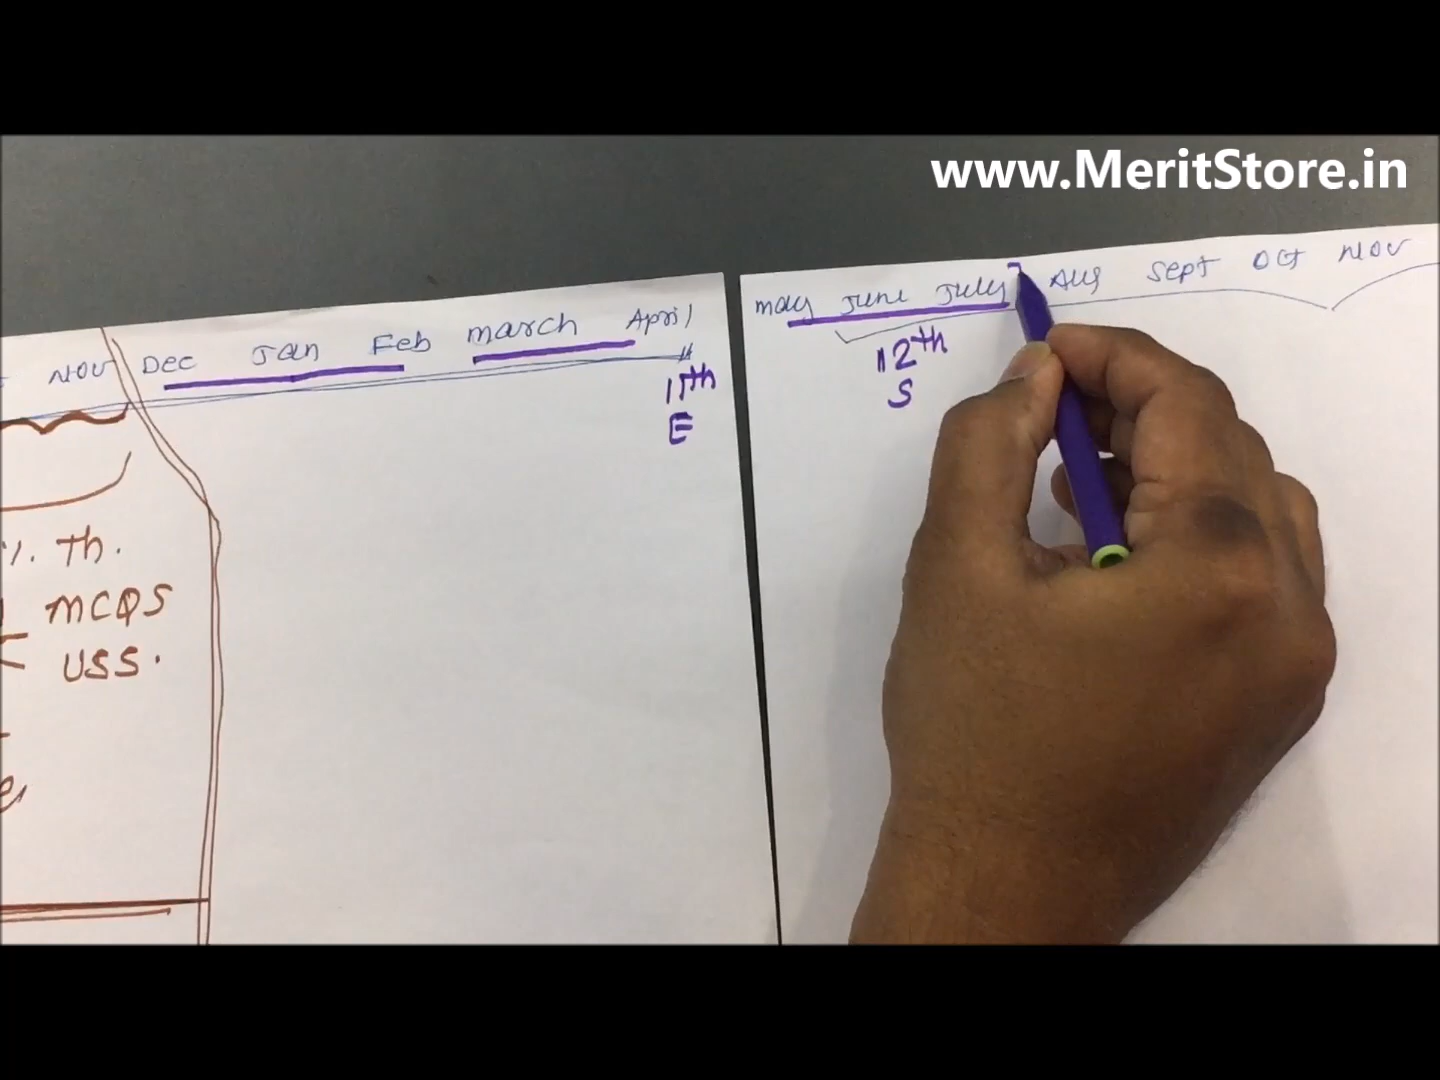 www.MeritStore.in
NOV Dec Jan Feb march April
11th
E
%. Th.
MCQS
USS.
may June July Aug Sept Oct Nov
12th
S